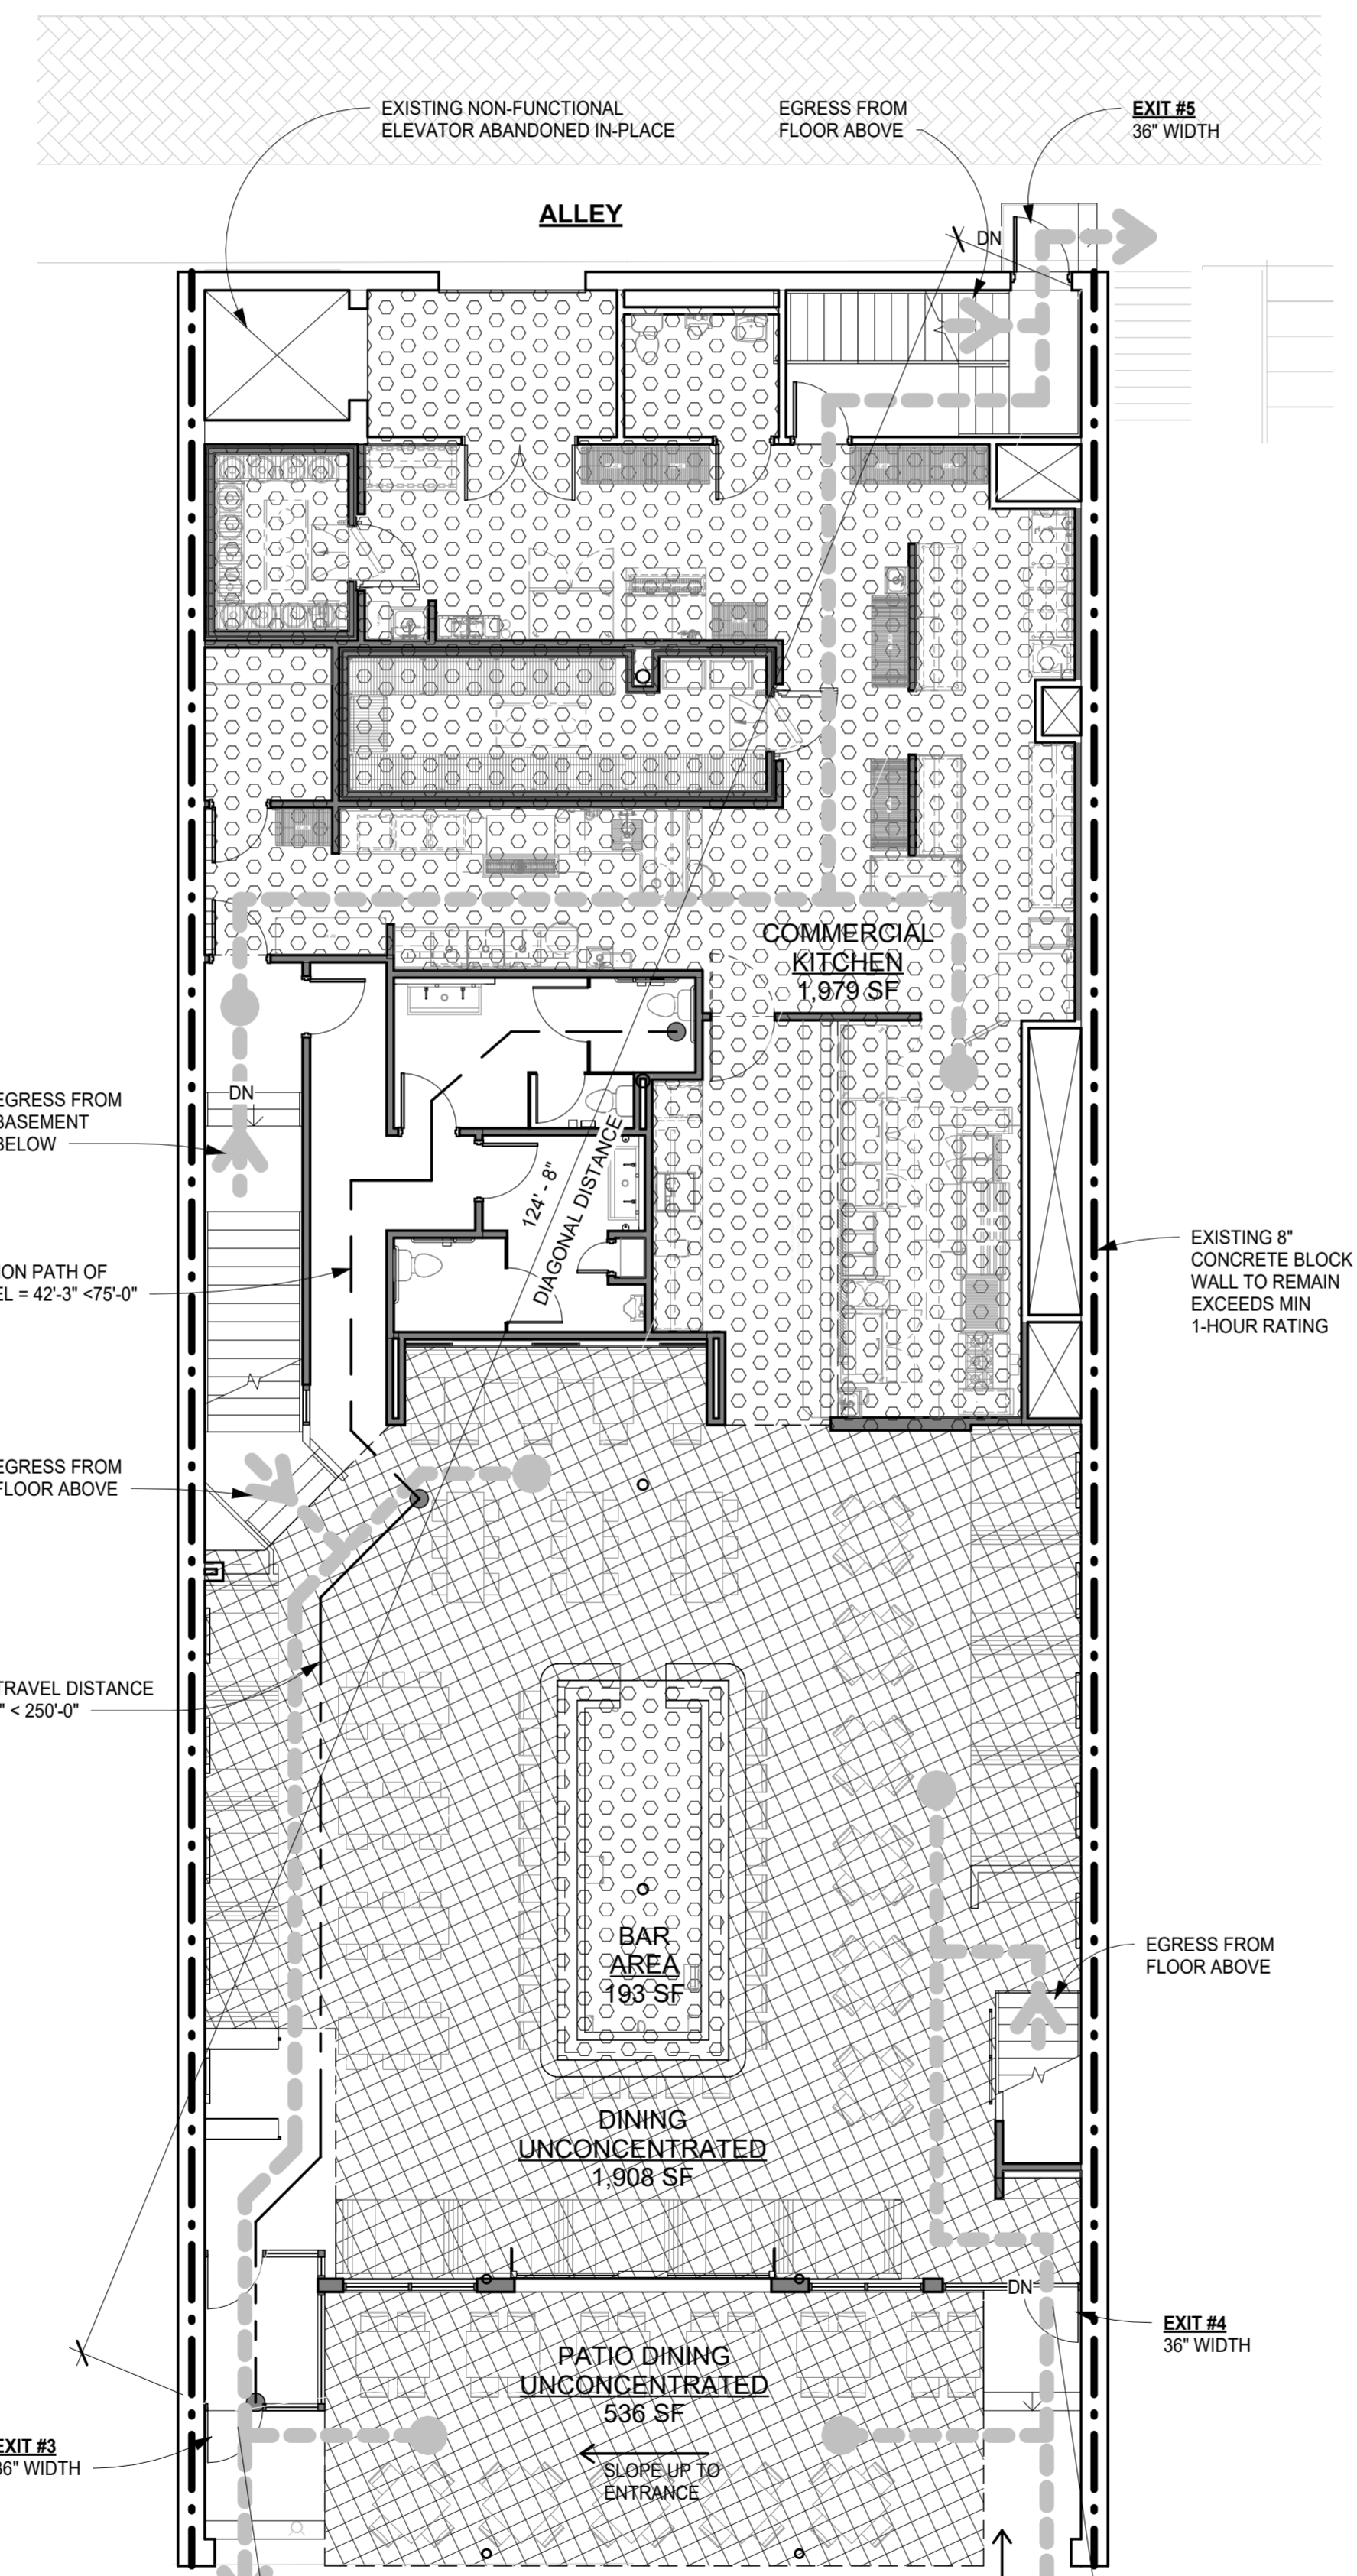 EXISTING NON-FUNCTIONAL
ELEVATOR ABANDONED IN-PLACE
EGRESS FROM
FLOOR ABOVE
EXIT #5
36" WIDTH
ALLEY
DN
COMMERCIAL
KITCHEN
1,979 SF
DN
EGRESS FROM
BASEMENT
BELOW
124' - 8"
DIAGONAL DISTANCE
EXISTING 8"
CONCRETE BLOCK
WALL TO REMAIN
EXCEEDS MIN
1-HOUR RATING
ON PATH OF
EL = 42'-3" <75'-0"
EGRESS FROM
FLOOR ABOVE
TRAVEL DISTANCE
" < 250'-0"
BAR
AREA
193 SF
EGRESS FROM
FLOOR ABOVE
DINING
UNCONCENTRATED
1,908 SF
DN
EXIT #4
36" WIDTH
PATIO DINING
UNCONCENTRATED
536 SF
EXIT #3
36" WIDTH
SLOPE UP TO
ENTRANCE